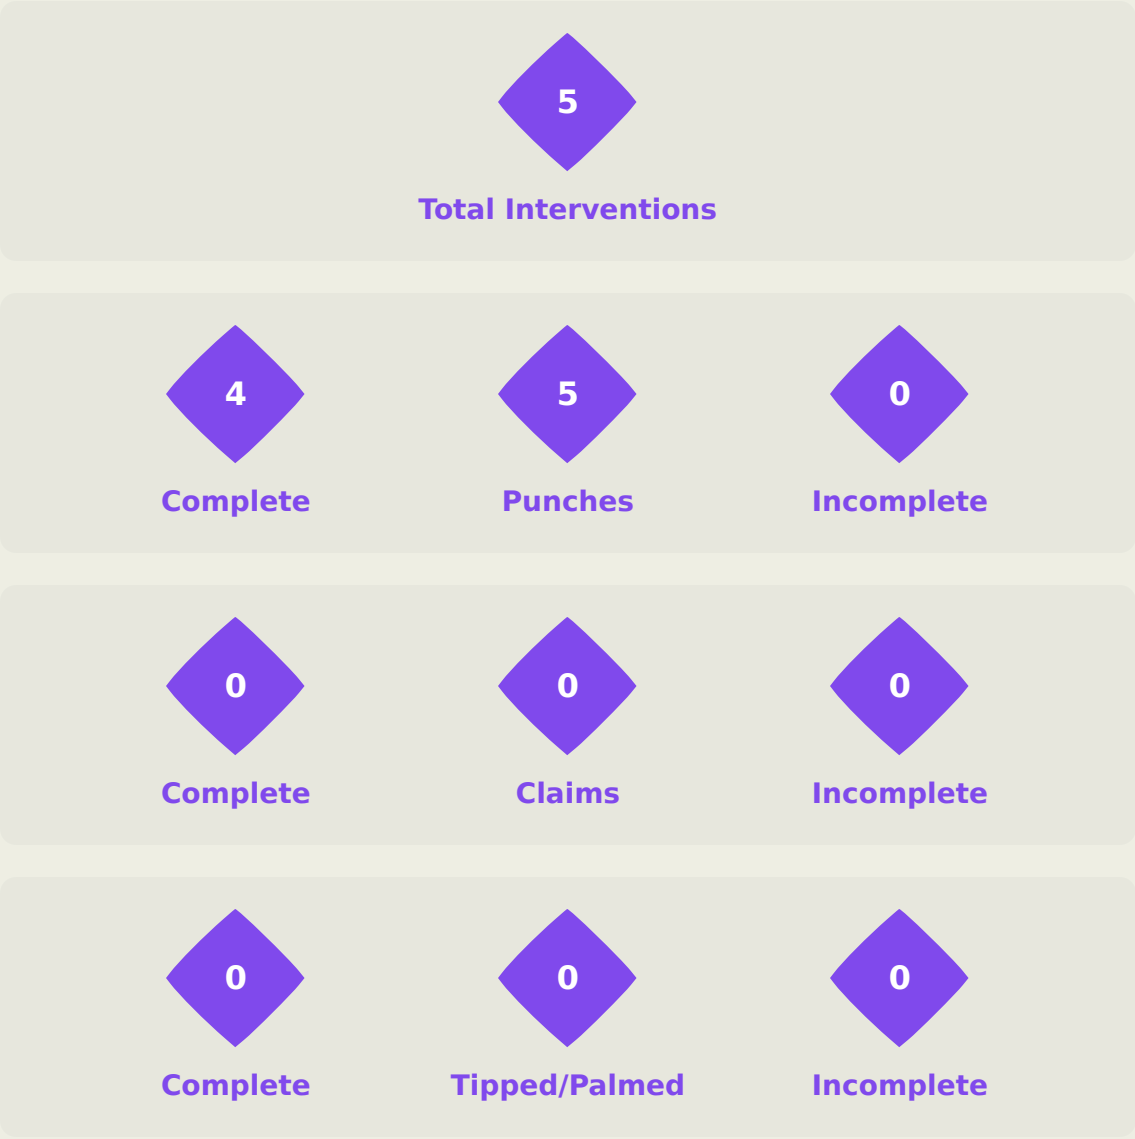 5
Total Interventions
4 5 0
Complete Punches Incomplete
0 0 0
Complete Claims Incomplete
0 0 0
Complete Tipped/Palmed Incomplete